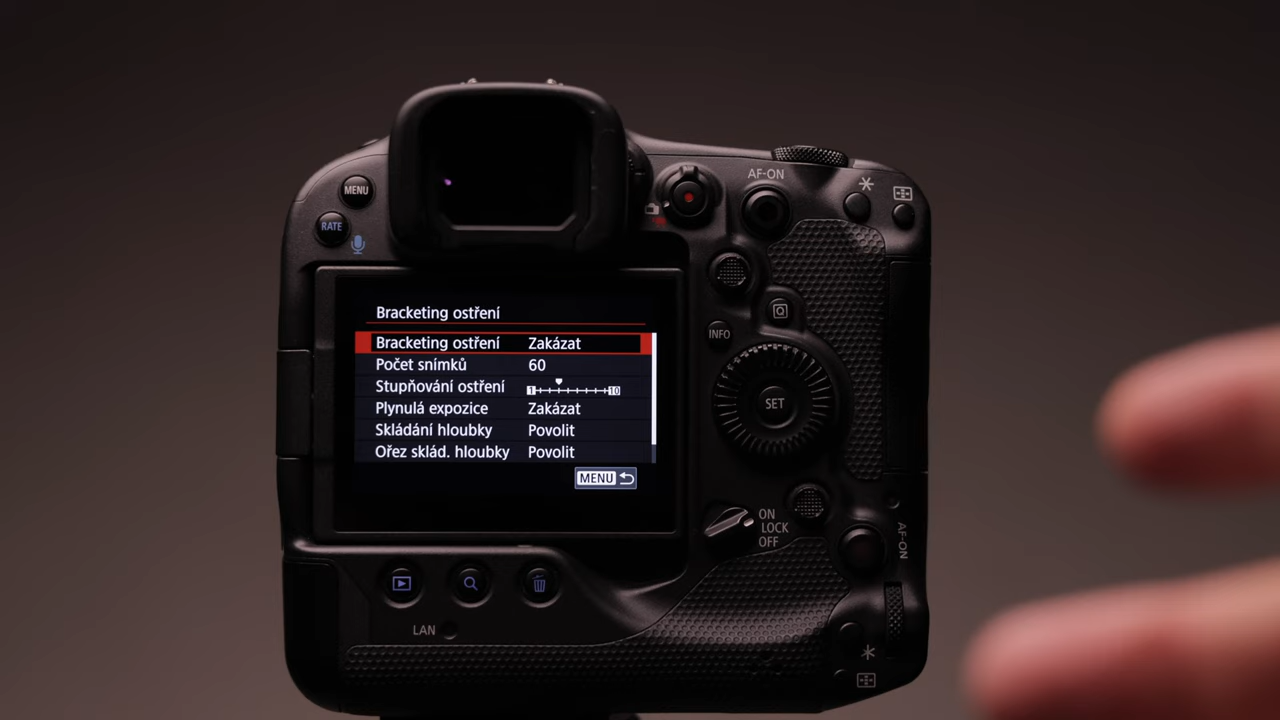 AF-ON
MENU
RATE
Bracketing ostření
Bracketing ostření Zakázat
Počet snímků 60
Stupňování ostření 1 10
Plynulá expozice Zakázat
Skládání hloubky Povolit
Ořez sklád. hloubky Povolit
MENU
Q
INFO
SET
ON
LOCK
OFF
AF-ON
LAN